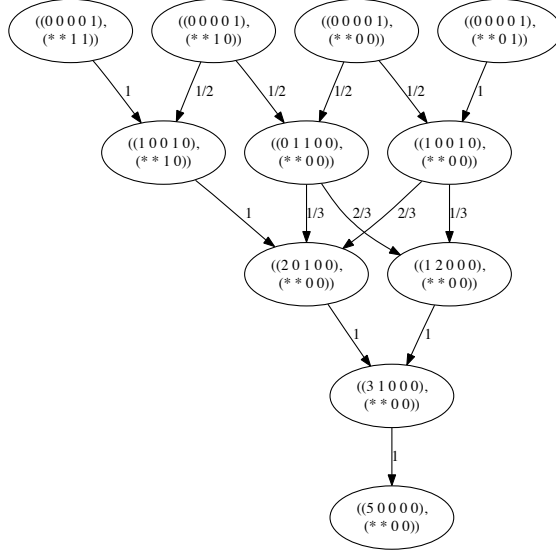 ((0 0 0 0 1),
(* * 1 1))
((0 0 0 0 1),
(* * 1 0))
((0 0 0 0 1),
(* * 0 0))
((0 0 0 0 1),
(* * 0 1))
1
1/2
1/2
1/2
1/2
1
((1 0 0 1 0),
(* * 1 0))
((0 1 1 0 0),
(* * 0 0))
((1 0 0 1 0),
(* * 0 0))
1
1/3
2/3
2/3
1/3
((2 0 1 0 0),
(* * 0 0))
((1 2 0 0 0),
(* * 0 0))
1
1
((3 1 0 0 0),
(* * 0 0))
1
((5 0 0 0 0),
(* * 0 0))